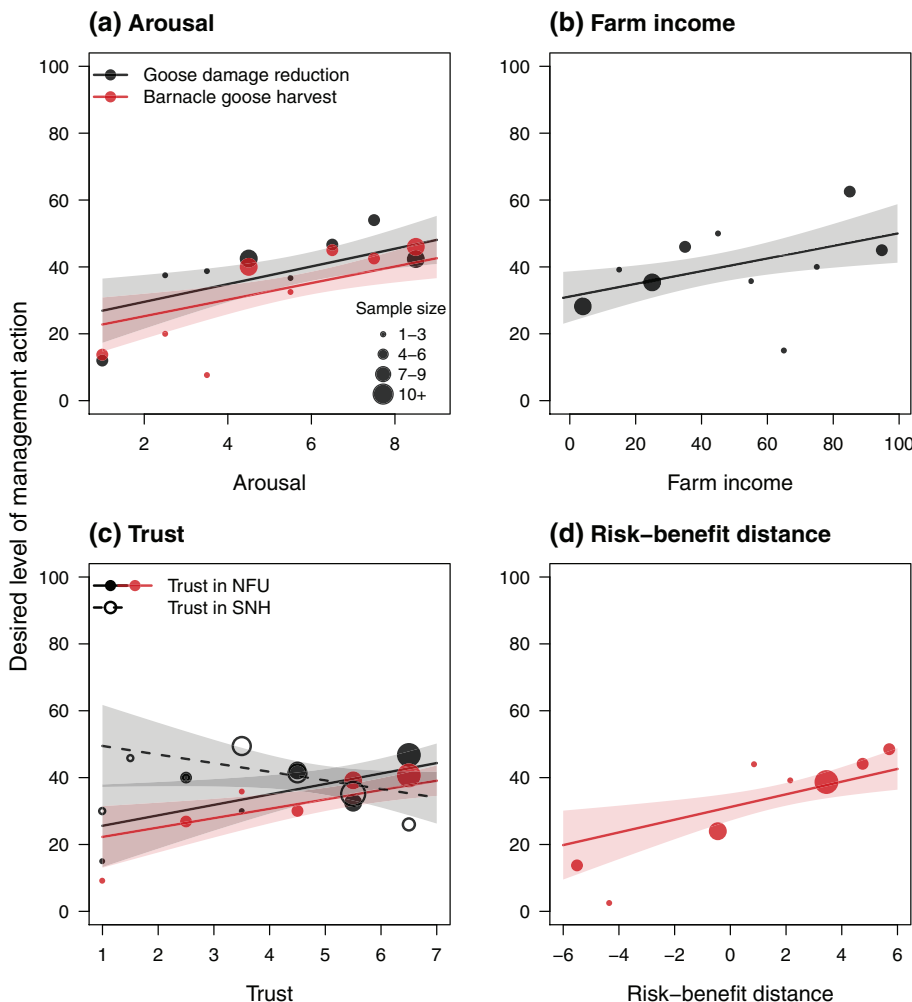 (a) Arousal
(b) Farm income
100
80
60
40
20
0
Goose damage reduction
Barnacle goose harvest
Sample size
1−3
4−6
7−9
10+
2 4 6 8
Arousal
100
80
60
40
20
0
0 20 40 60 80 100
Farm income
Desired level of management action
(c) Trust
(d) Risk−benefit distance
100
80
60
40
20
0
Trust in NFU
Trust in SNH
1 2 3 4 5 6 7
Trust
100
80
60
40
20
0
−6 −4 −2 0 2 4 6
Risk−benefit distance